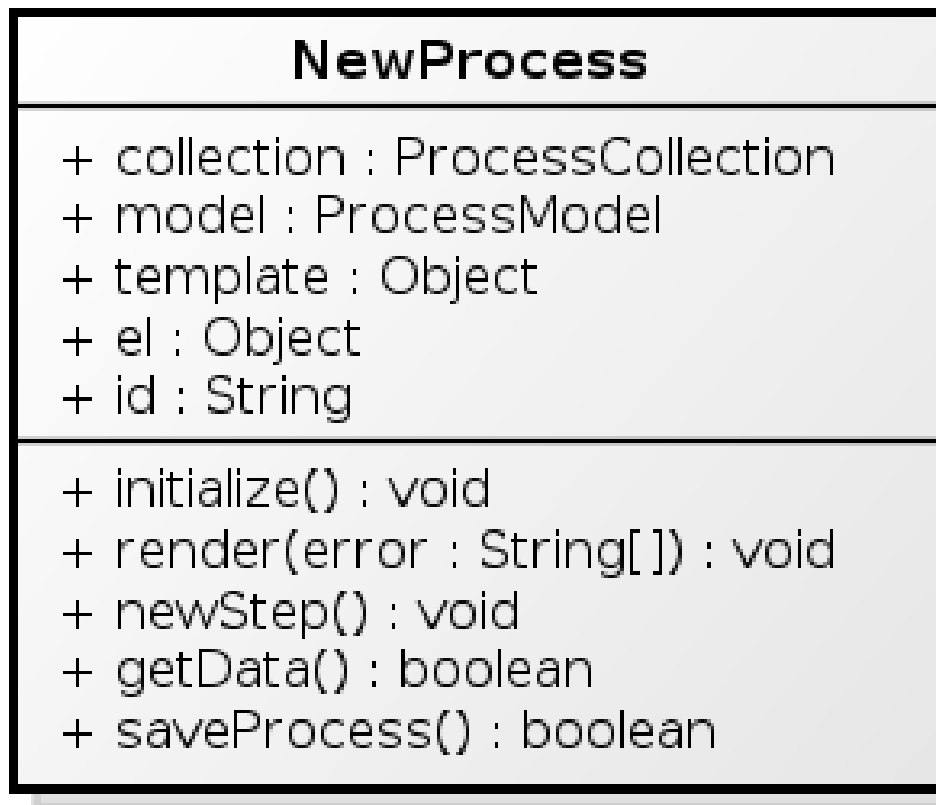 NewProcess
+ collection : ProcessCollection
+ model : ProcessModel
+ template : Object
+ el : Object
+ id : String
+ initialize() : void
+ render(error : String[]) : void
+ newStep() : void
+ getData() : boolean
+ saveProcess() : boolean